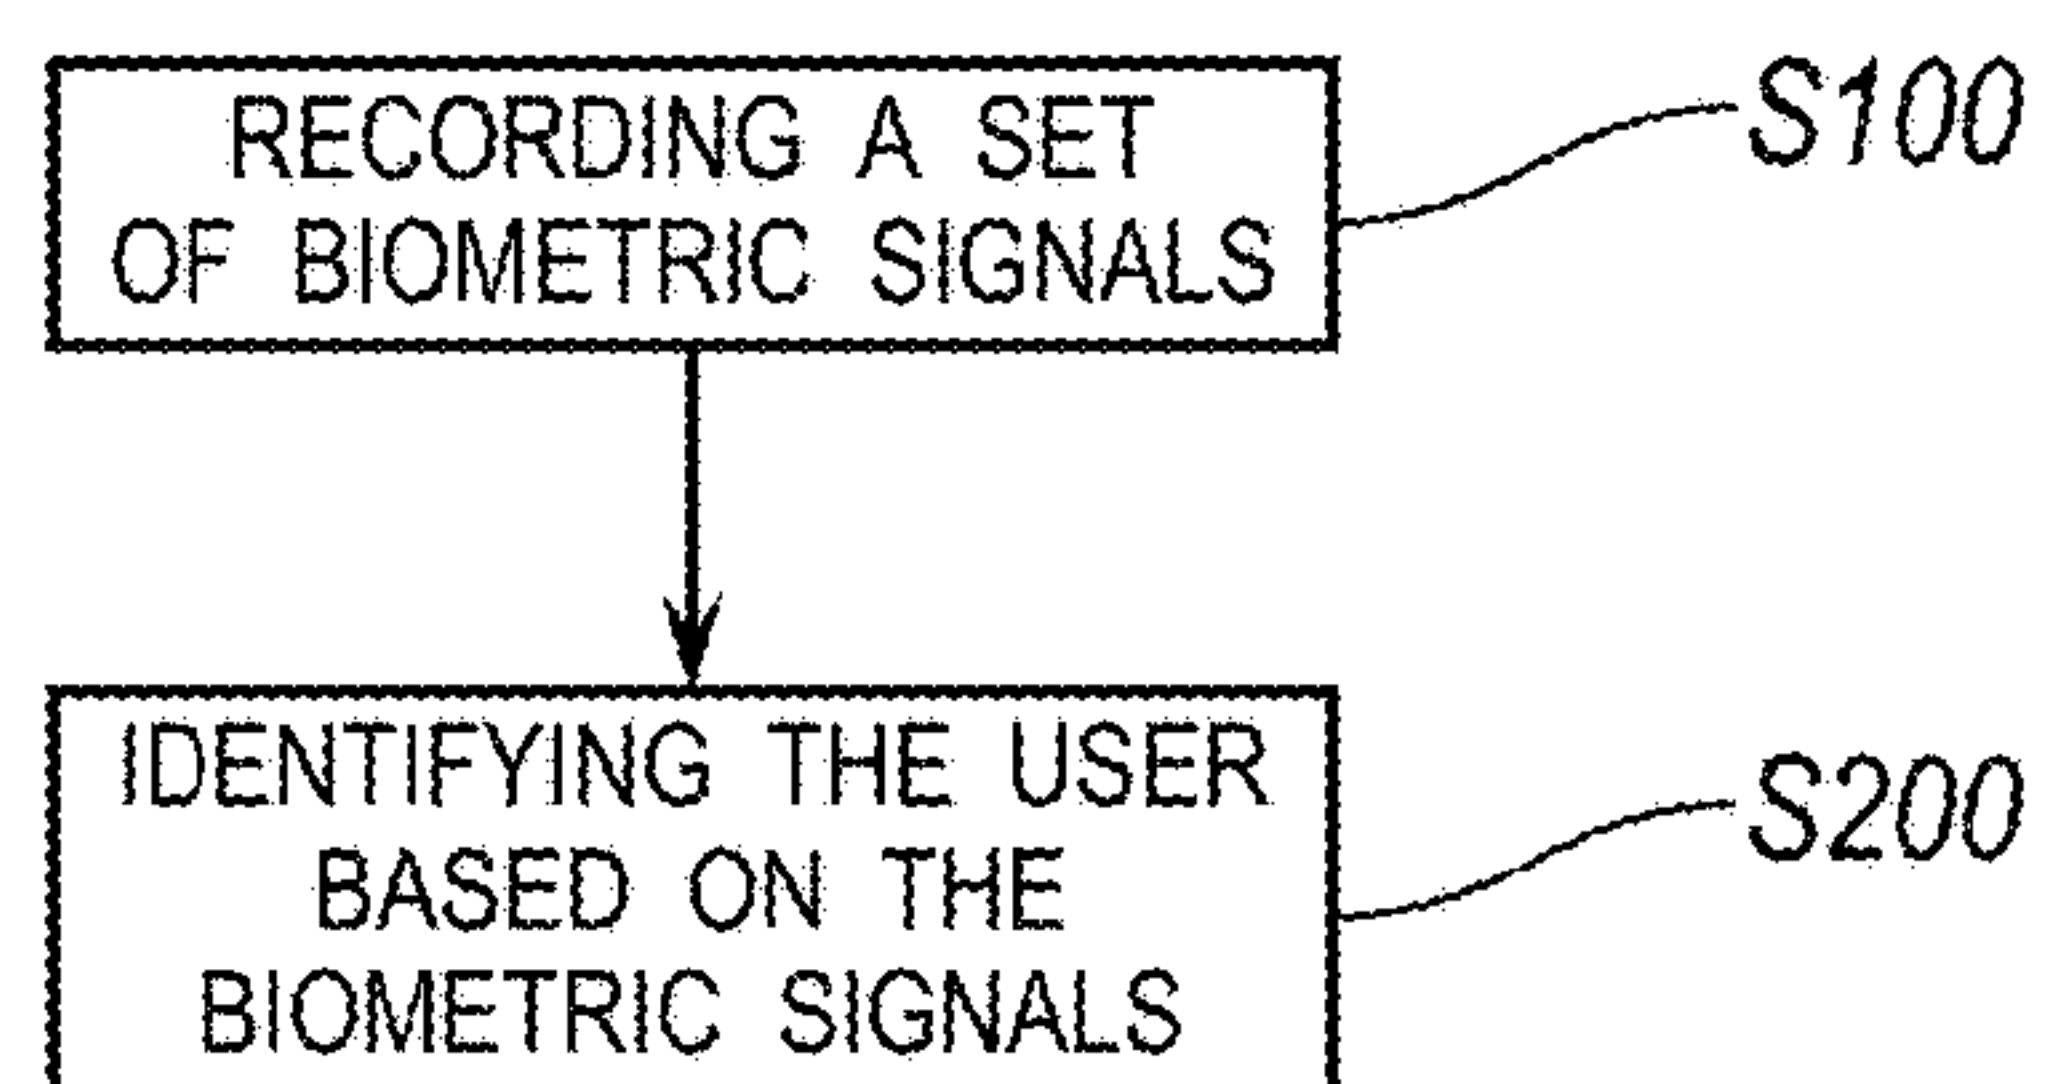 RECORDING A SET
OF BIOMETRIC SIGNALS
S100
IDENTIFYING THE USER
BASED ON THE
BIOMETRIC SIGNALS
S200